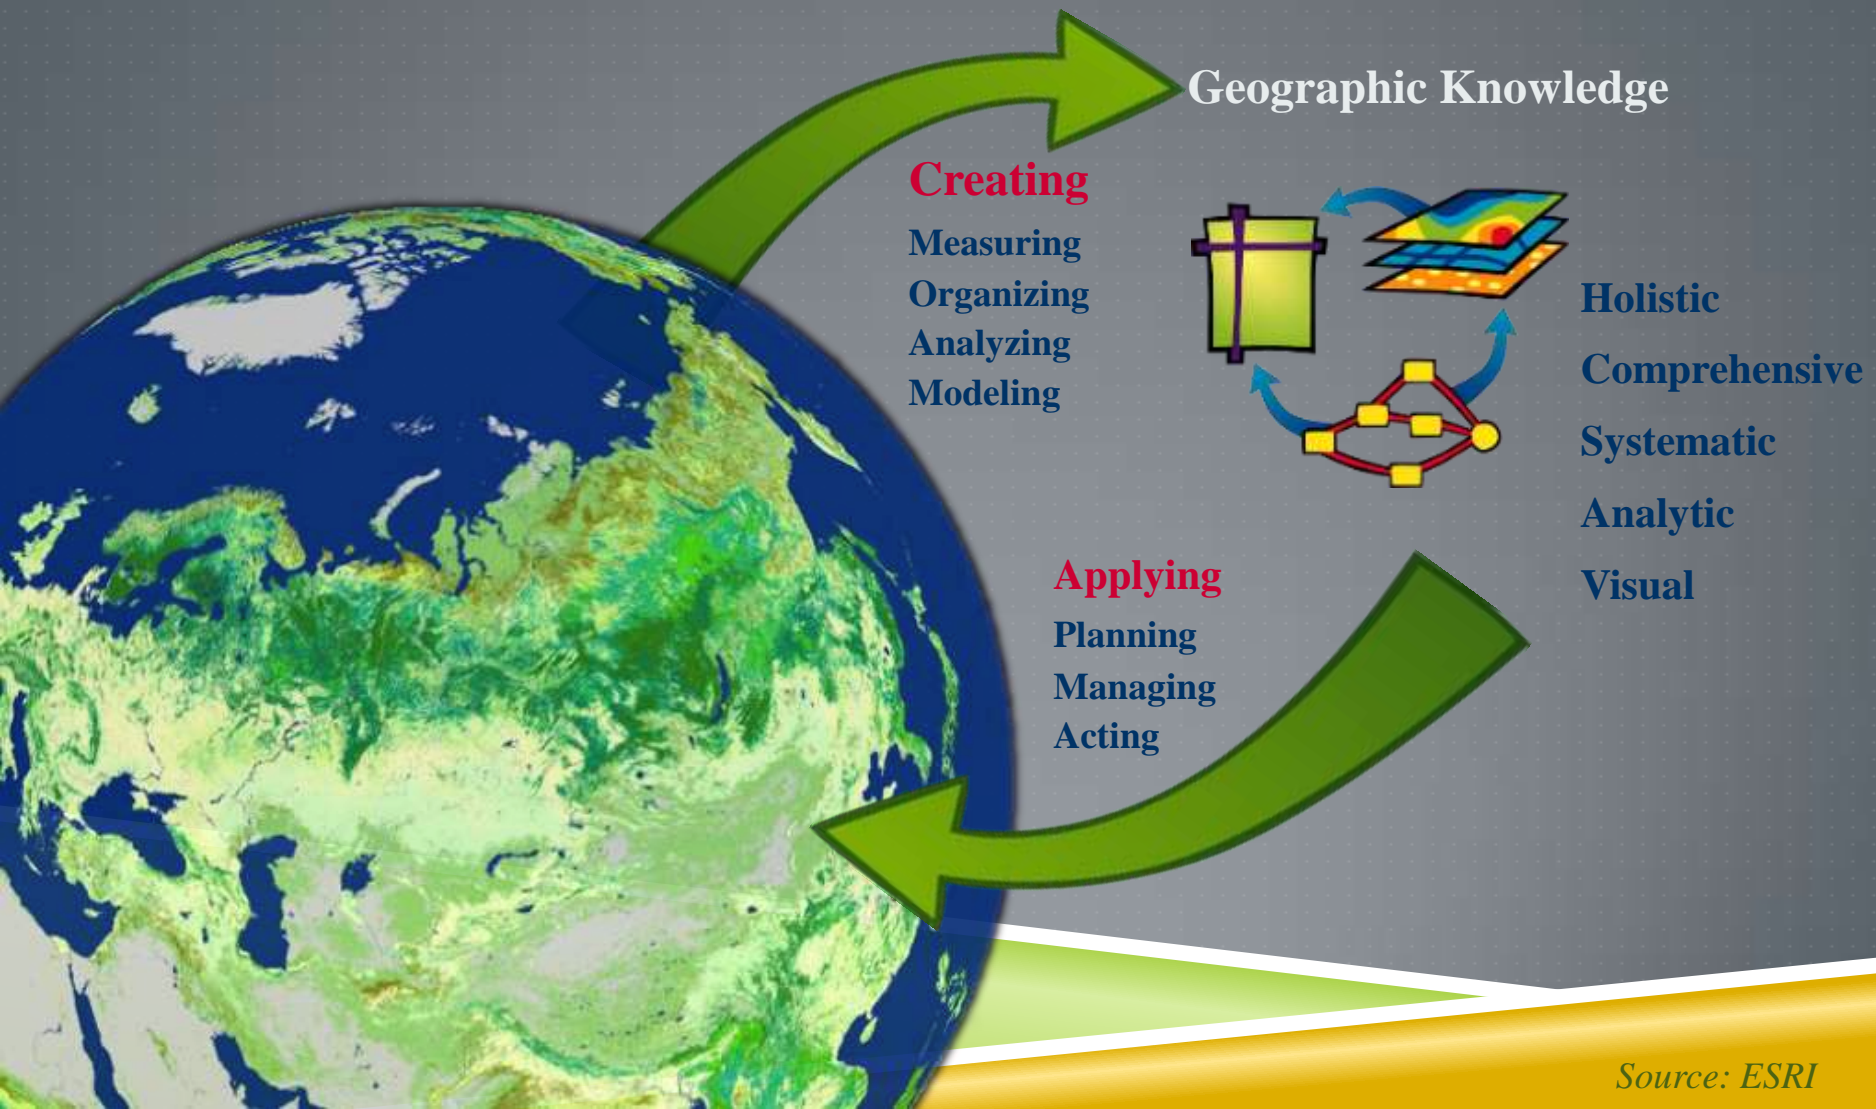 Geographic Knowledge
Creating
Measuring
Organizing
Analyzing
Modeling
Holistic
Comprehensive
Systematic
Analytic
Visual
Applying
Planning
Managing
Acting
Source: ESRI